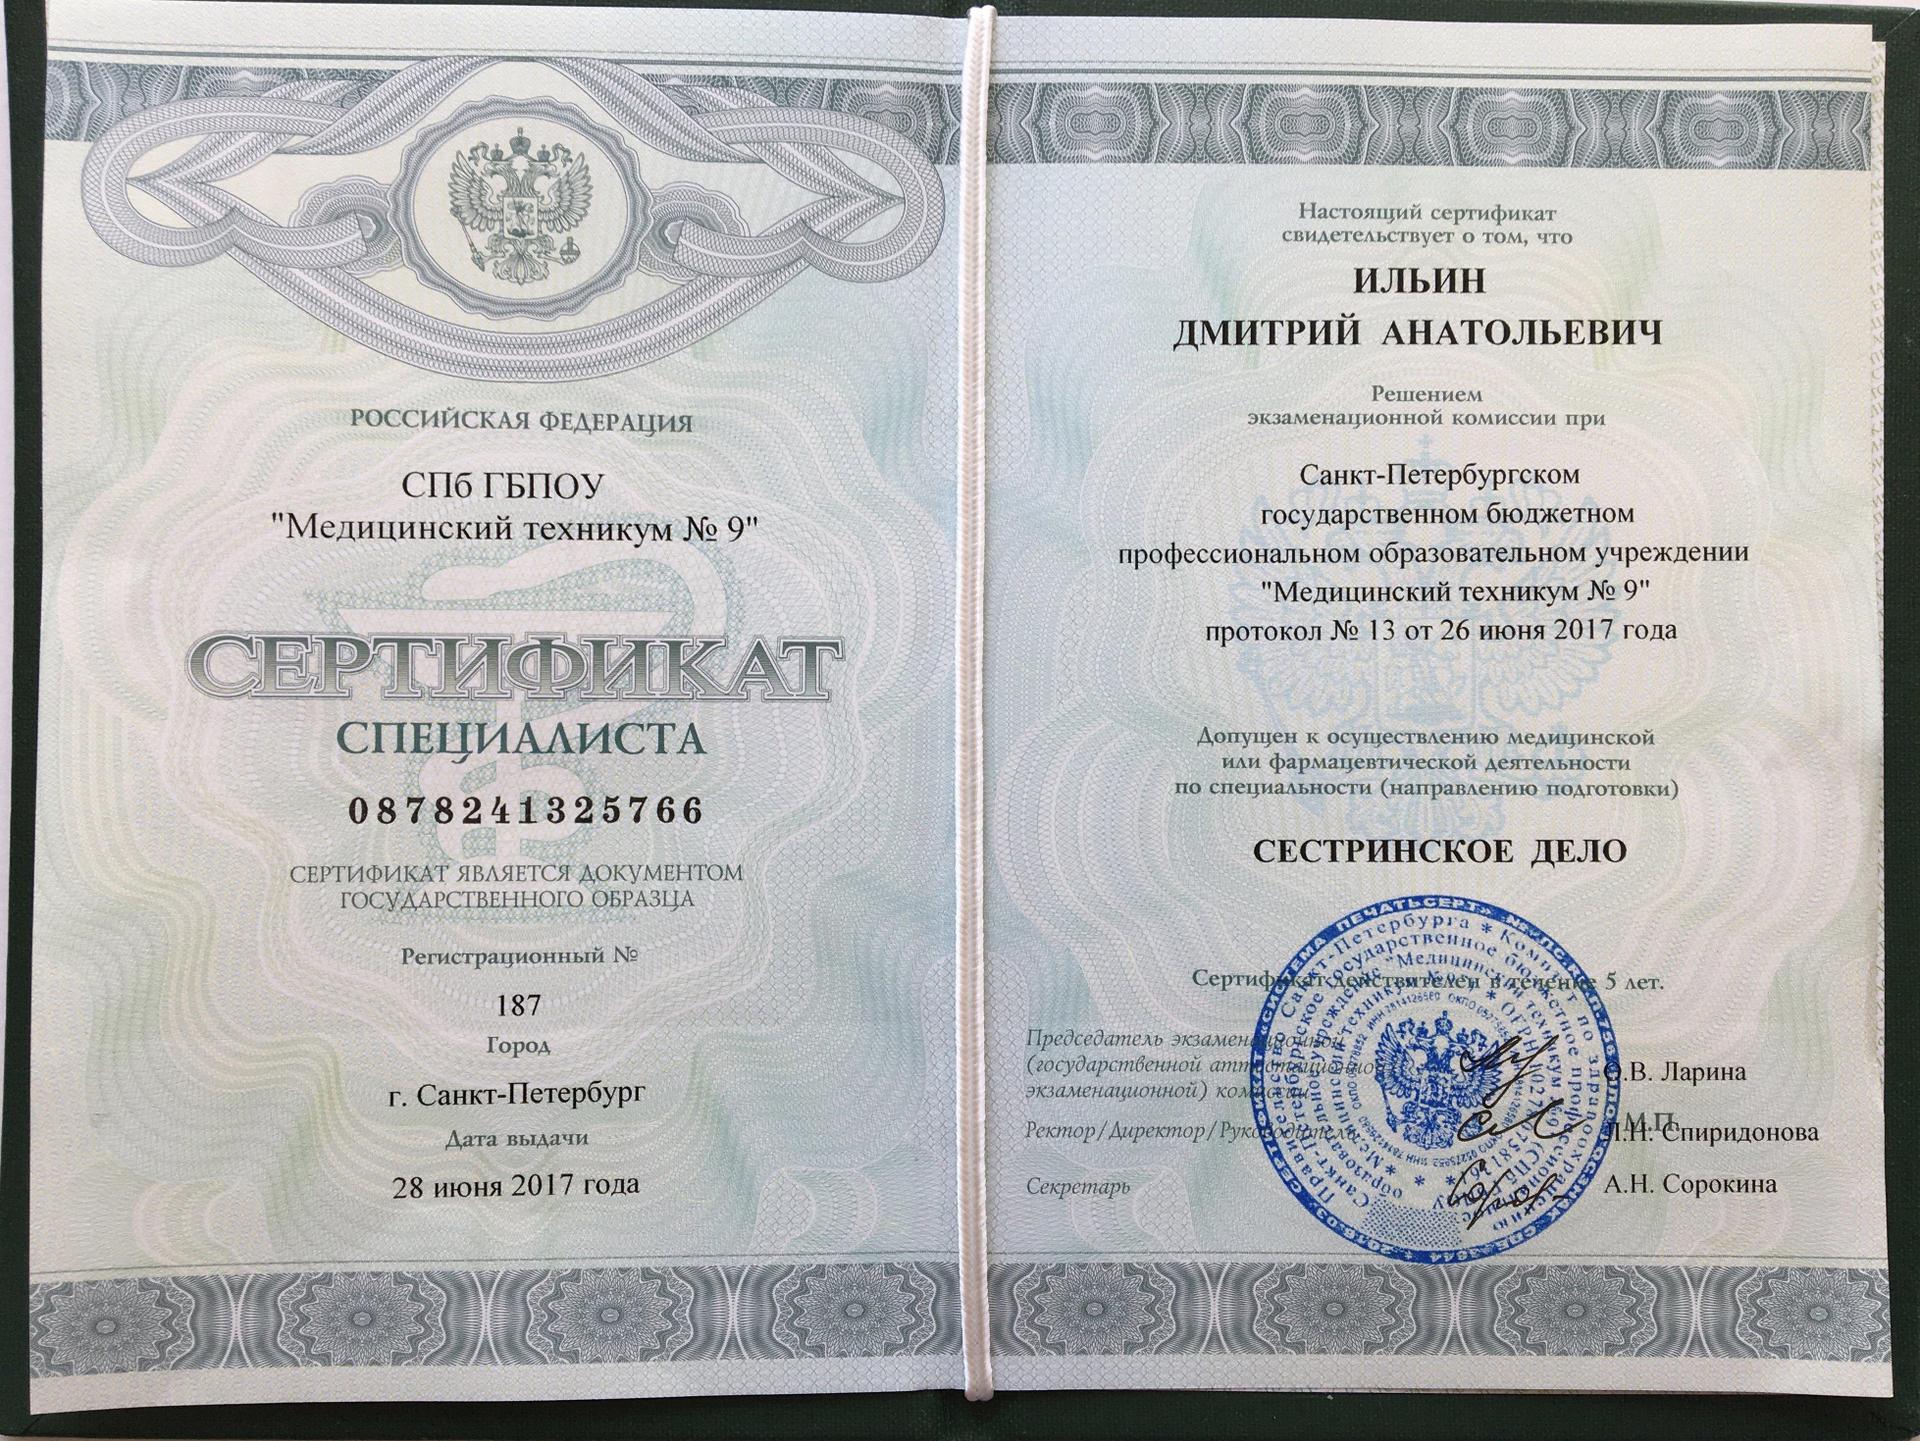 РОССИЙСКАЯ ФЕДЕРАЦИЯ
СПб ГБПОУ
"Медицинский техникум № 9"
СЕРТИФИКАТ
СПЕЦИАЛИСТА
0878241325766
СЕРТИФИКАТ ЯВЛЯЕТСЯ ДОКУМЕНТОМ
ГОСУДАРСТВЕННОГО ОБРАЗЦА
Регистрационный №
187
Город
г. Санкт-Петербург
Дата выдачи
28 июня 2017 года
Настоящий сертификат
свидетельствует о том, что
ИЛЬИН
ДМИТРИЙ АНАТОЛЬЕВИЧ
Решением
экзаменационной комиссии при
Санкт-Петербургском
государственном бюджетном
профессиональном образовательном учреждении
"Медицинский техникум № 9"
протокол № 13 от 26 июня 2017 года
Допущен к осуществлению медицинской
или фармацевтической деятельности
по специальности (направлению подготовки)
СЕСТРИНСКОЕ ДЕЛО
Сертификат действителен в течение 5 лет.
Председатель экзаменационной
(государственной аттестационной
экзаменационной) комиссии
О.В. Ларина
М.П.
Ректор/Директор/Руководитель
Л.Н. Спиридонова
Секретарь
А.Н. Сорокина